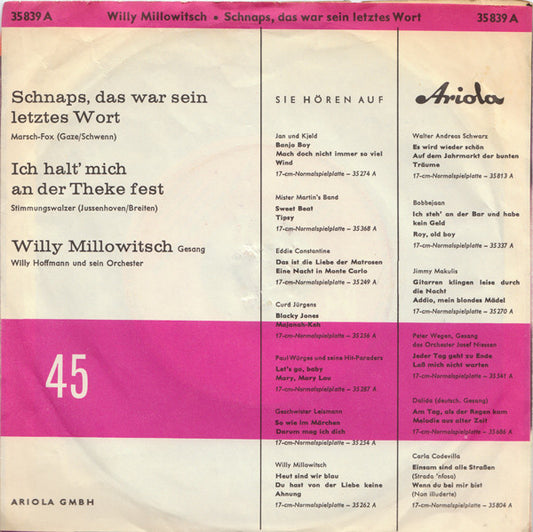 35839 A Willy Millowitsch • Schnaps, das war sein letztes Wort 35839 A
Schnaps, das war sein
letztes Wort
Marsch-Fox (Gaze/Schwenn)
Ich halt' mich
an der Theke fest
Stimmungswalzer (Jussenhoven/Breiten)
Willy Millowitsch Gesang
Willy Hoffmann und sein Orchester
45
ARIOLA GMBH
SIE HÖREN AUF
Jan und Kjeld
Banjo Boy
Mach doch nicht immer so viel
Wind
17-cm-Normalspielplatte – 35 274 A
Mister Martin's Band
Sweet Beat
Tipsy
17-cm-Normalspielplatte – 35 368 A
Eddie Constantine
Das ist die Liebe der Matrosen
Eine Nacht in Monte Carlo
17-cm-Normalspielplatte – 35 249 A
Curd Jürgens
Blacky Jones
Majanah-Kah
17-cm-Normalspielplatte – 35 256 A
Paul Würges und seine Hit-Paraders
Let's go, baby
Mary, Mary Lou
17-cm-Normalspielplatte – 35 287 A
Geschwister Leismann
So wie im Märchen
Darum mag ich dich
17-cm-Normalspielplatte – 35 254 A
Willy Millowitsch
Heut sind wir blau
Du hast von der Liebe keine
Ahnung
17-cm-Normalspielplatte – 35 262 A
Ariola
Walter Andreas Schwarz
Es wird wieder schön
Auf dem Jahrmarkt der bunten
Träume
17-cm-Normalspielplatte – 35 813 A
Bobbejaan
Ich steh' an der Bar und habe
kein Geld
Roy, old boy
17-cm-Normalspielplatte – 35 337 A
Jimmy Makulis
Gitarren klingen leise durch
die Nacht
Addio, mein blondes Mädel
17-cm-Normalspielplatte – 35 270 A
Peter Wegen, Gesang
das Orchester Josef Niessen
Jeder Tag geht zu Ende
Laß mich nicht warten
17-cm-Normalspielplatte – 35 341 A
Dalida (deutsch. Gesang)
Am Tag, als der Regen kam
Melodie aus alter Zeit
17-cm-Normalspielplatte – 35 686 A
Carla Codevilla
Einsam sind alle Straßen
(Strada 'nfosa)
Wenn du bei mir bist
(Non illuderte)
17-cm-Normalspielplatte – 35 804 A